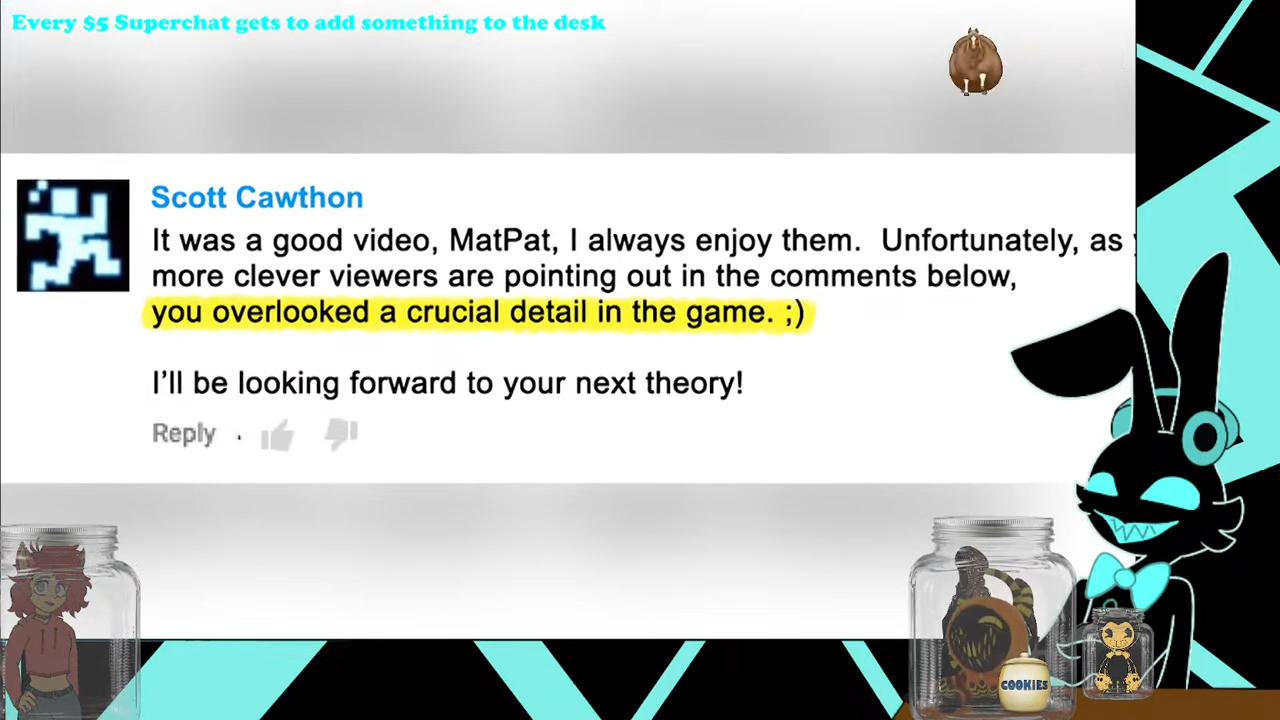 Every $5 Superchat gets to add something to the desk
Scott Cawthon
It was a good video, MatPat, I always enjoy them. Unfortunately, as
more clever viewers are pointing out in the comments below,
you overlooked a crucial detail in the game. ;)
I'll be looking forward to your next theory!
Reply
COOKIES